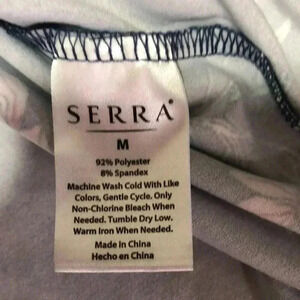 SERRA®
M
92% Polyester
8% Spandex
Machine Wash Cold With Like
Colors, Gentle Cycle. Only
Non-Chlorine Bleach When
Needed. Tumble Dry Low.
Warm Iron When Needed.
Made in China
Hecho en China